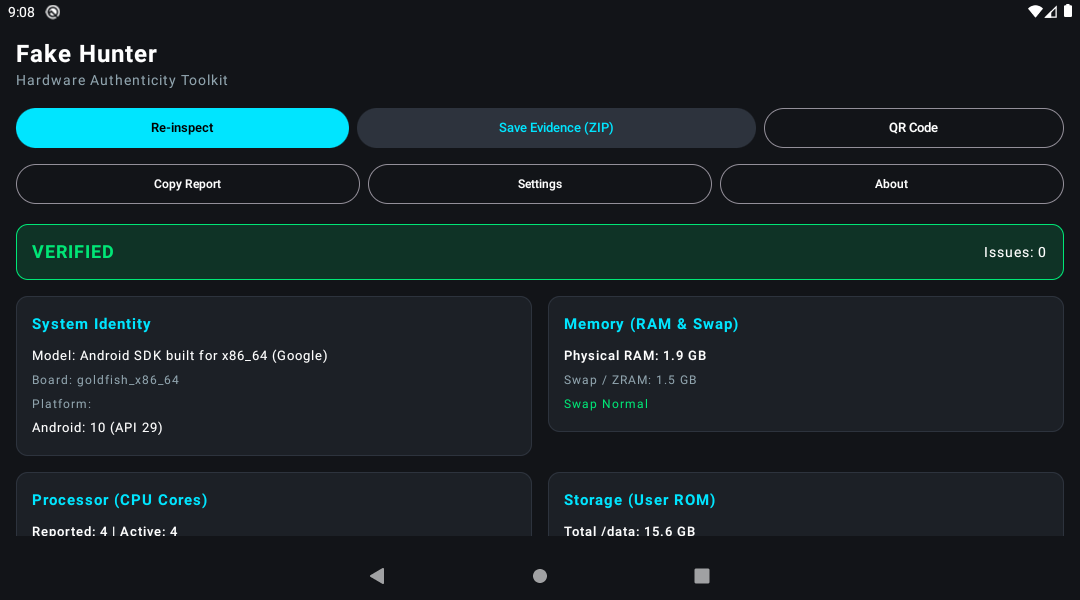 9:08
Fake Hunter
Hardware Authenticity Toolkit
Re-inspect
Save Evidence (ZIP)
QR Code
Copy Report
Settings
About
VERIFIED
Issues: 0
System Identity
Model: Android SDK built for x86_64 (Google)
Board: goldfish_x86_64
Platform:
Android: 10 (API 29)
Memory (RAM & Swap)
Physical RAM: 1.9 GB
Swap / ZRAM: 1.5 GB
Swap Normal
Processor (CPU Cores)
Reported: 4 | Active: 4
Storage (User ROM)
Total /data: 15.6 GB